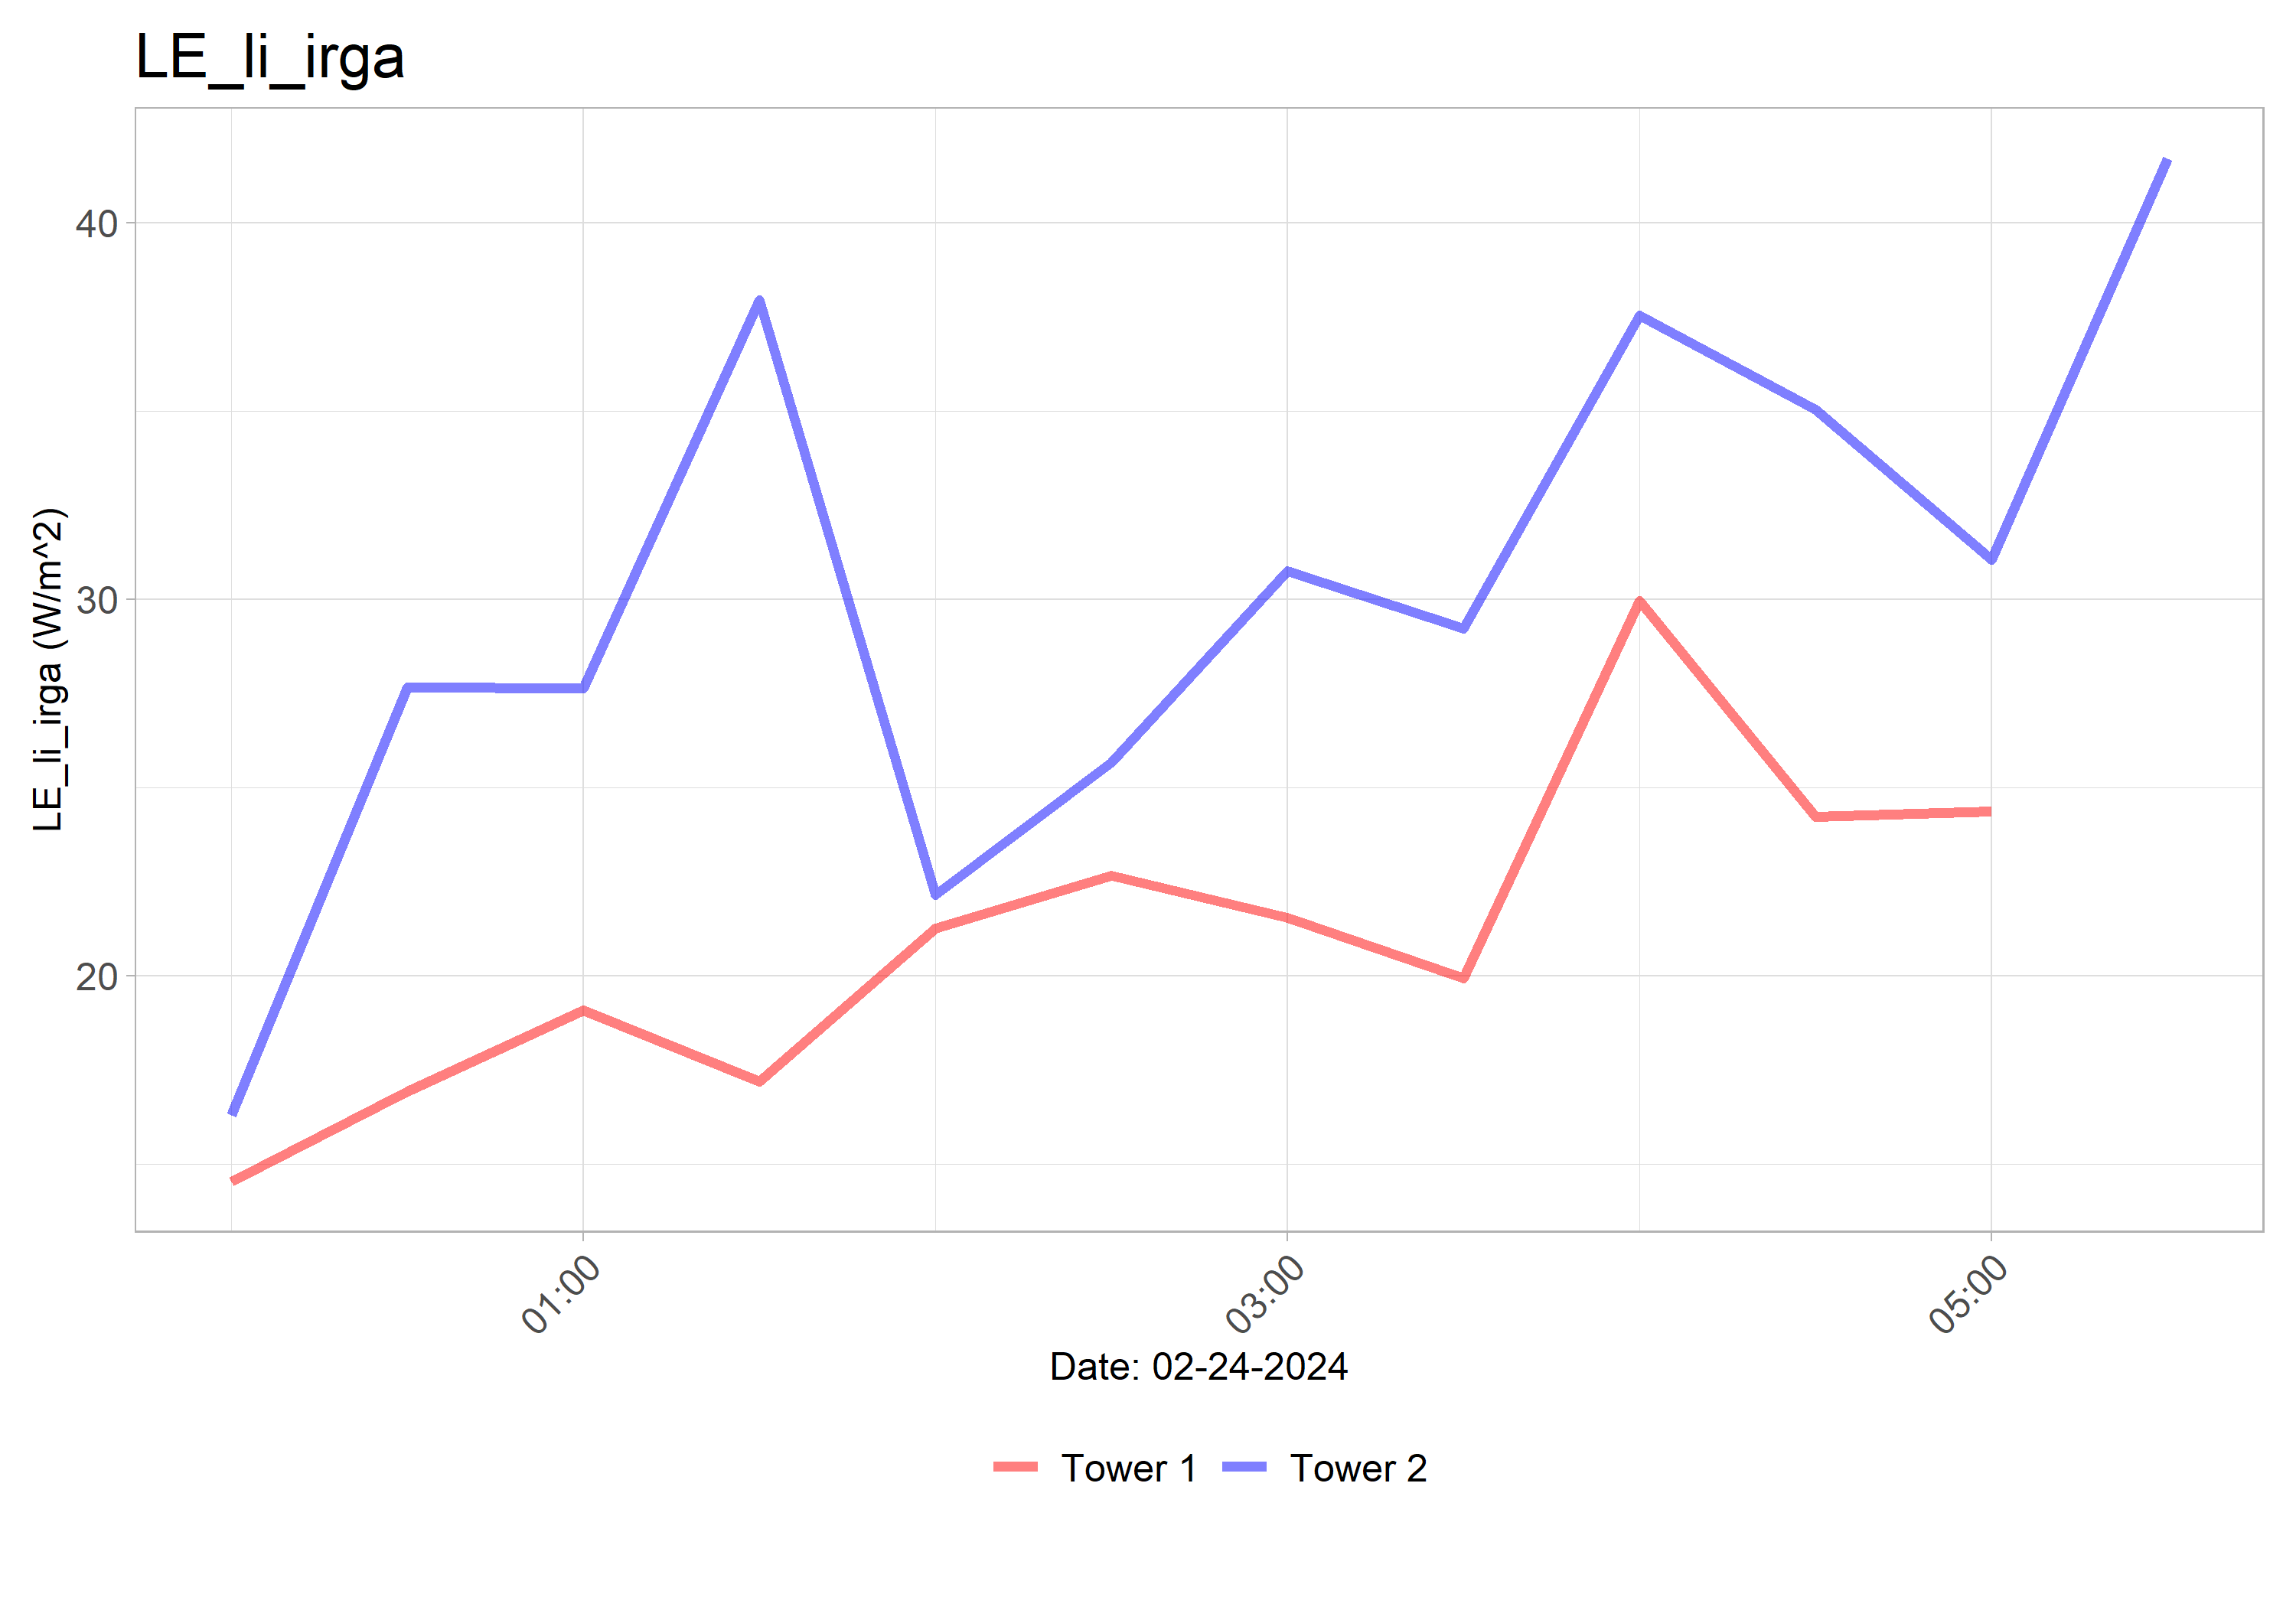 LE_li_irga
LE_li_irga (W/m^2)
40
30
20
01:00
03:00
05:00
Date: 02-24-2024
Tower 1
Tower 2